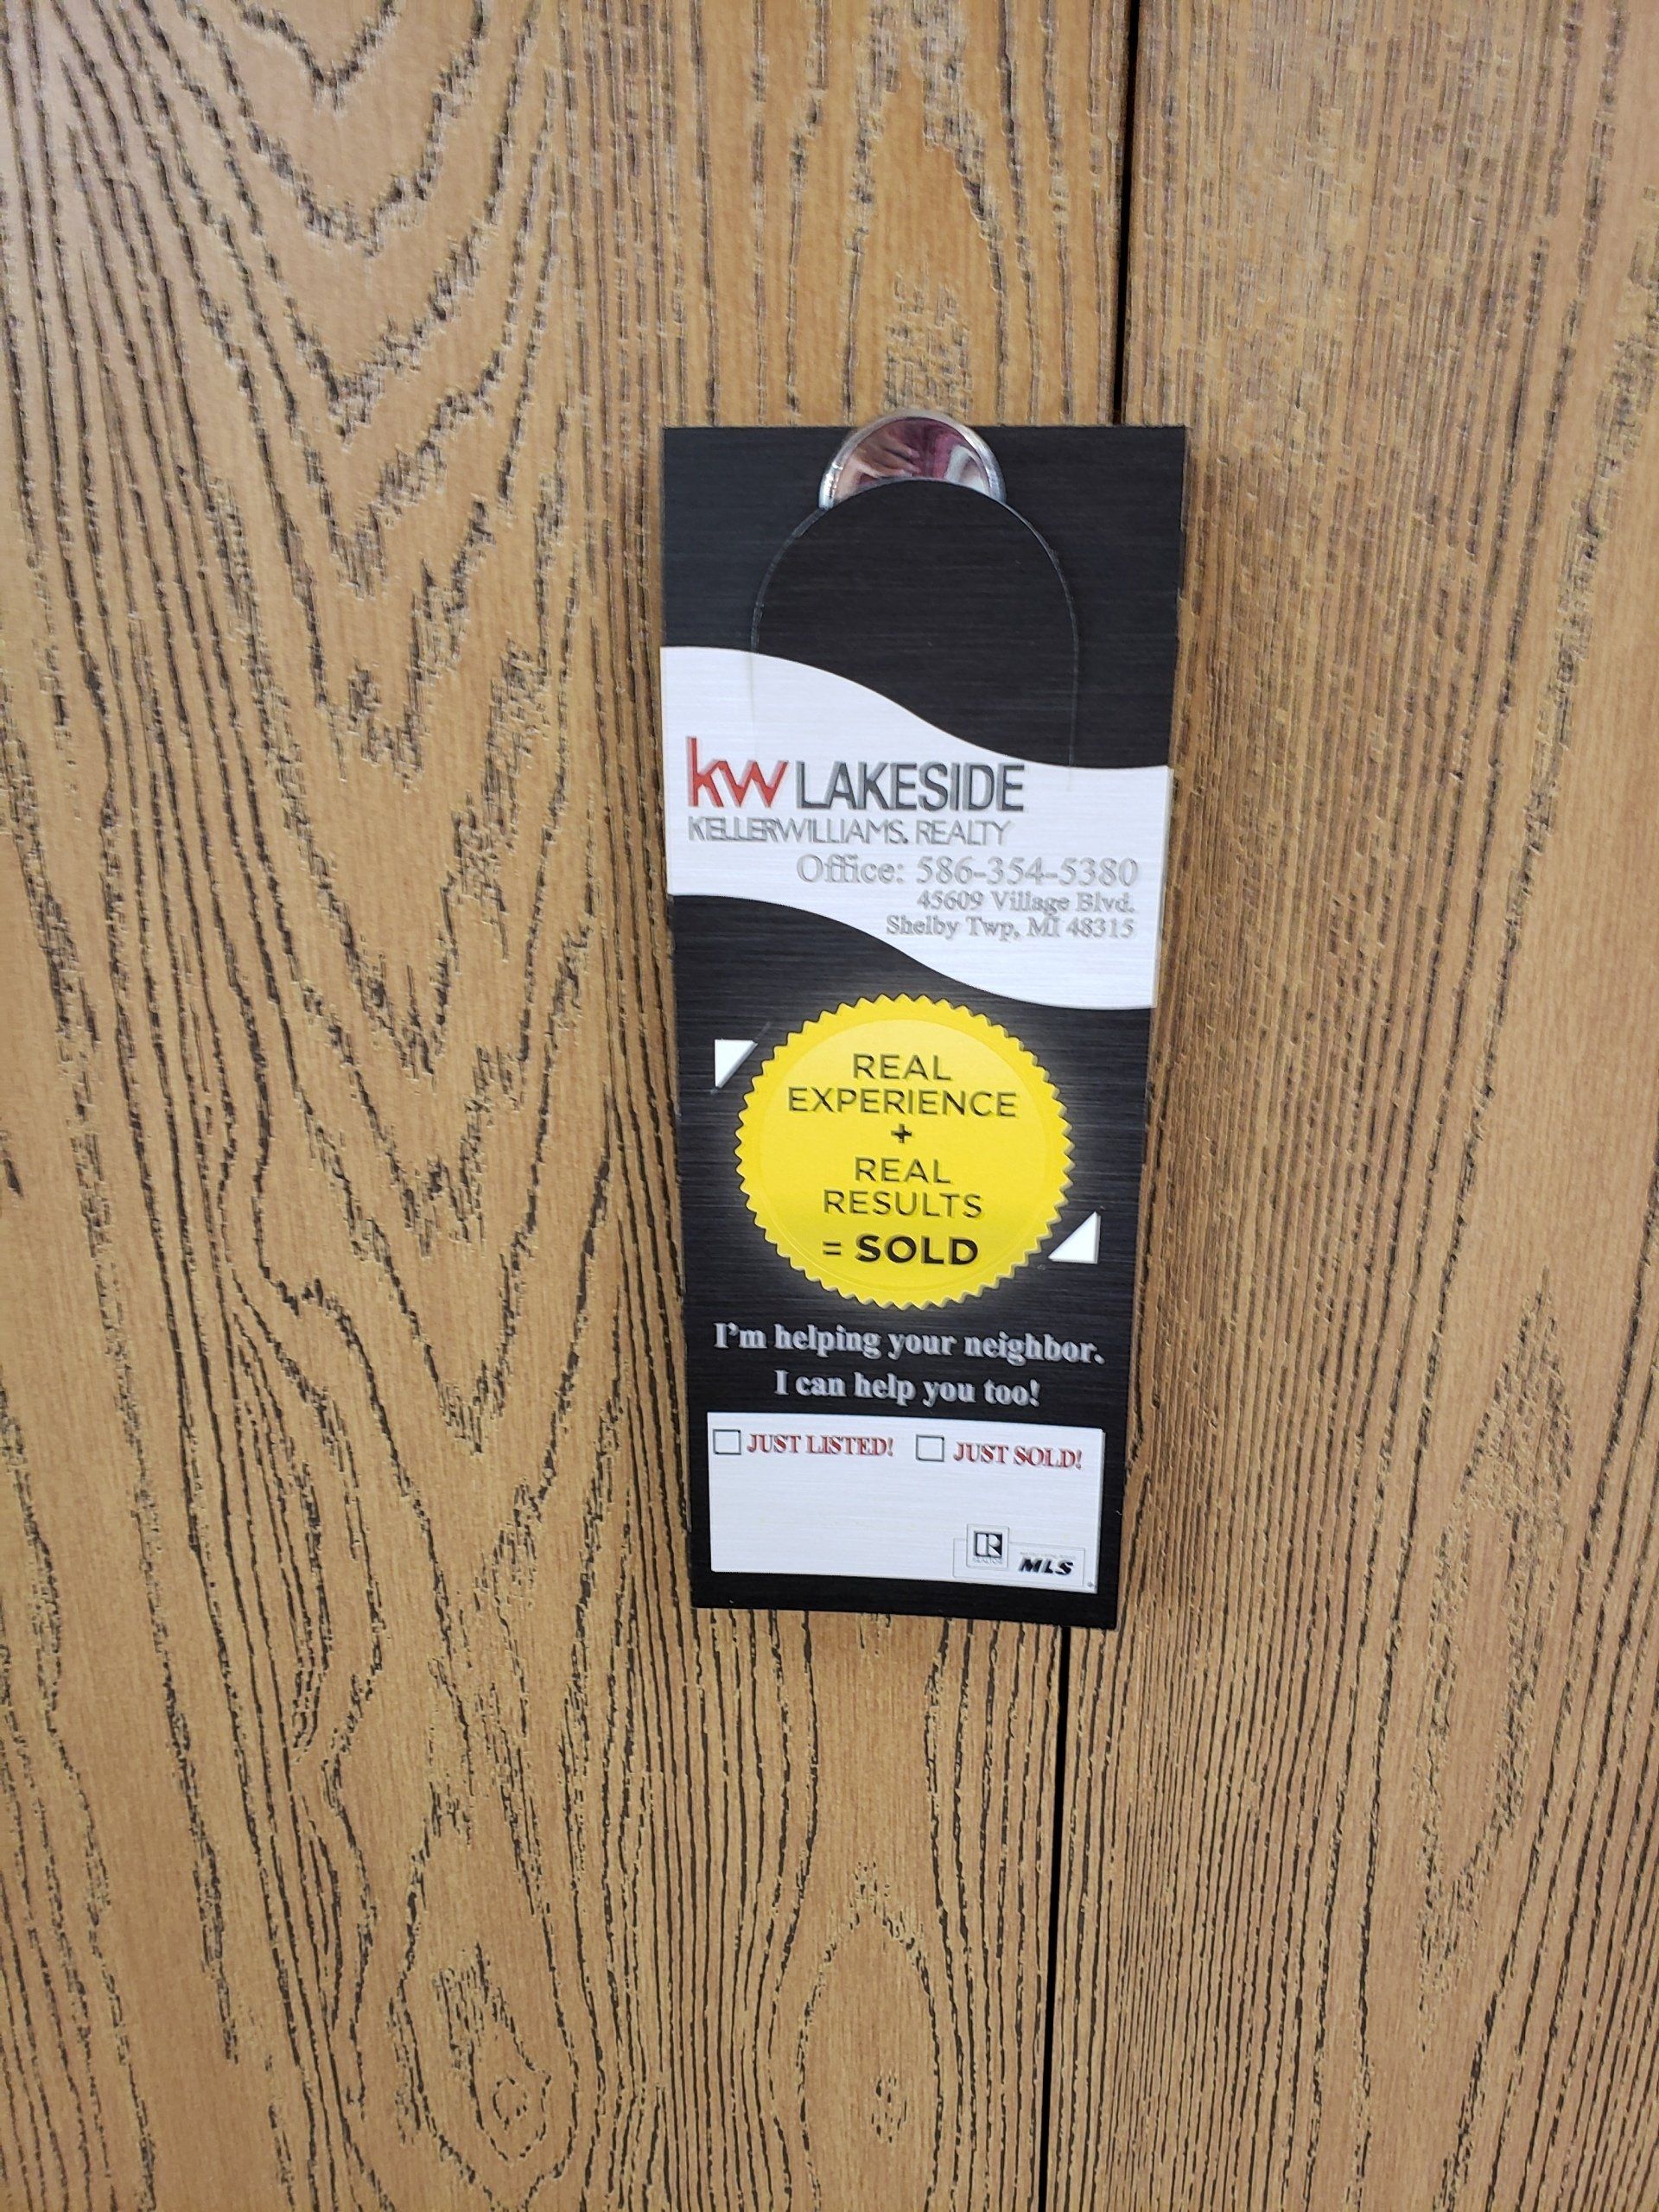 kw LAKESIDE
KELLERWILLIAMS. REALTY
Office: 586-354-5380
45609 Village Blvd.
Shelby Twp, MI 48315
REAL
EXPERIENCE
+
REAL
RESULTS
= SOLD
I'm helping your neighbor.
I can help you too!
JUST LISTED! JUST SOLD!
R
REALTOR
MLS